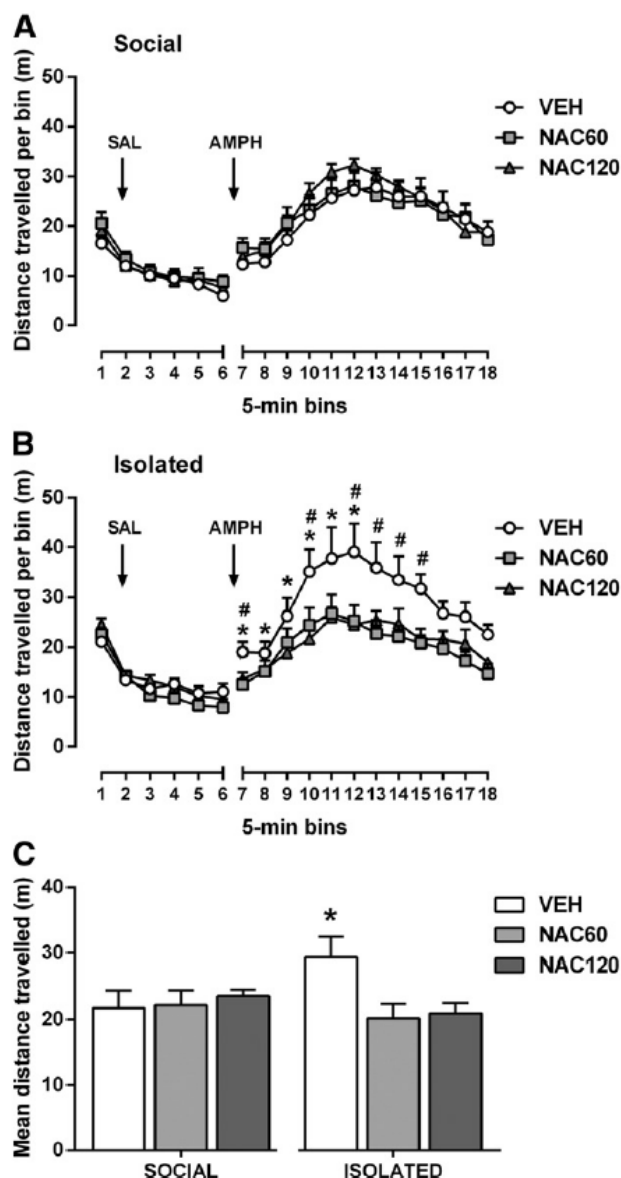 A
Social
Distance travelled per bin (m)
50
40
30
20
10
0
SAL
AMPH
VEH
NAC60
NAC120
1 2 3 4 5 6 7 8 9 10 11 12 13 14 15 16 17 18
5-min bins
B
Isolated
Distance travelled per bin (m)
50
40
30
20
10
0
SAL
AMPH
# * * * # * * # * # # #
VEH
NAC60
NAC120
1 2 3 4 5 6 7 8 9 10 11 12 13 14 15 16 17 18
5-min bins
C
Mean distance travelled (m)
40
30
20
10
0
*
VEH
NAC60
NAC120
SOCIAL ISOLATED